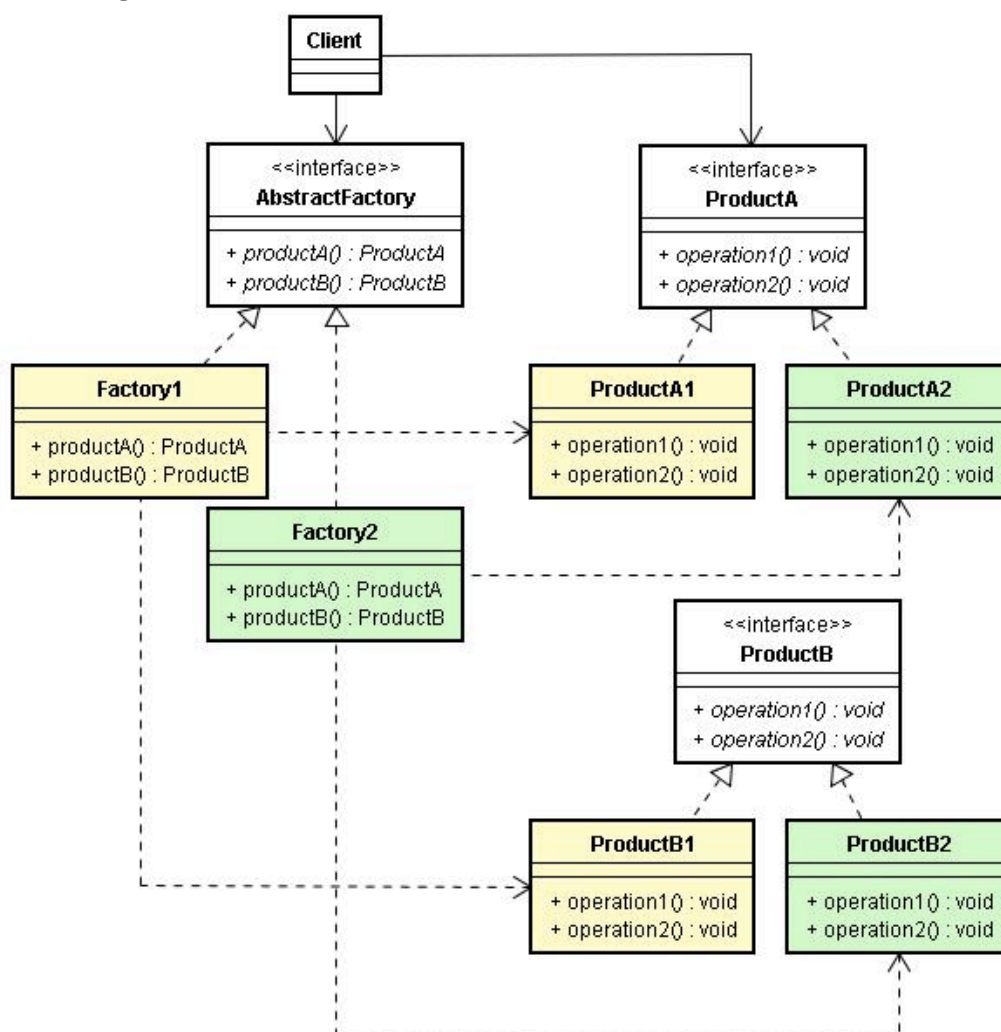 Client
<<interface>>
AbstractFactory
+ productA() : ProductA
+ productB() : ProductB
<<interface>>
ProductA
+ operation1() : void
+ operation2() : void
Factory1
+ productA() : ProductA
+ productB() : ProductB
ProductA1
+ operation1() : void
+ operation2() : void
ProductA2
+ operation1() : void
+ operation2() : void
Factory2
+ productA() : ProductA
+ productB() : ProductB
<<interface>>
ProductB
+ operation1() : void
+ operation2() : void
ProductB1
+ operation1() : void
+ operation2() : void
ProductB2
+ operation1() : void
+ operation2() : void